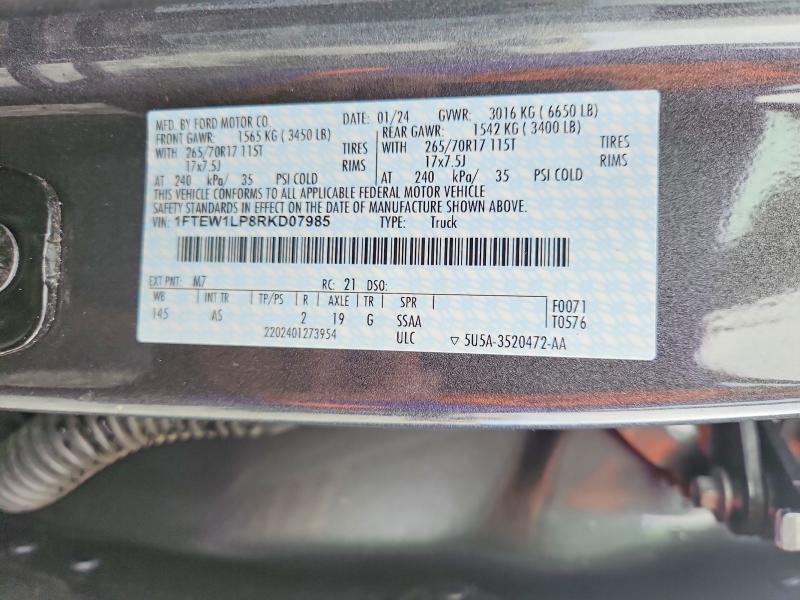 MFD. BY FORD MOTOR CO. DATE: 01/24 GVWR: 3016 KG ( 6650 LB)
FRONT GAWR: 1565 KG ( 3450 LB) REAR GAWR: 1542 KG ( 3400 LB)
WITH 265/70R17 115T TIRES WITH 265/70R17 115T TIRES
17x7.5J RIMS 17x7.5J RIMS
AT 240 kPa/ 35 PSI COLD AT 240 kPa/ 35 PSI COLD
THIS VEHICLE CONFORMS TO ALL APPLICABLE FEDERAL MOTOR VEHICLE
SAFETY STANDARDS IN EFFECT ON THE DATE OF MANUFACTURE SHOWN ABOVE.
VIN: 1FTEW1LP8RKD07985 TYPE: Truck
EXT PNT: M7 RC: 21 DSO:
WB INT TR TP/PS R AXLE TR SPR F0071
145 AS 2 19 G SSAA T0576
2202401273954 ULC ▽ 5U5A-3520472-AA